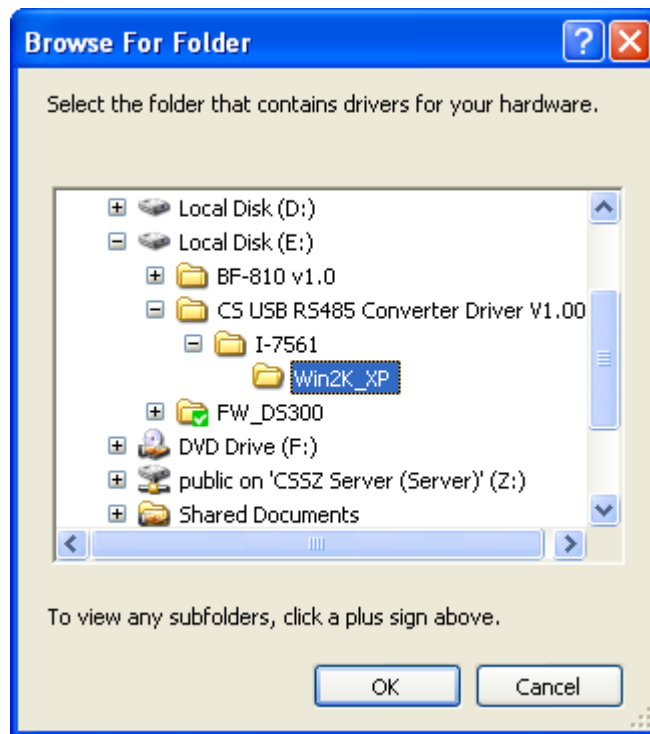 Browse For Folder
Select the folder that contains drivers for your hardware.
Local Disk (D:)
Local Disk (E:)
BF-810 v1.0
CS USB RS485 Converter Driver V1.00
I-7561
Win2K_XP
FW_DS300
DVD Drive (F:)
public on 'CSSZ Server (Server)' (Z:)
Shared Documents
To view any subfolders, click a plus sign above.
OK Cancel